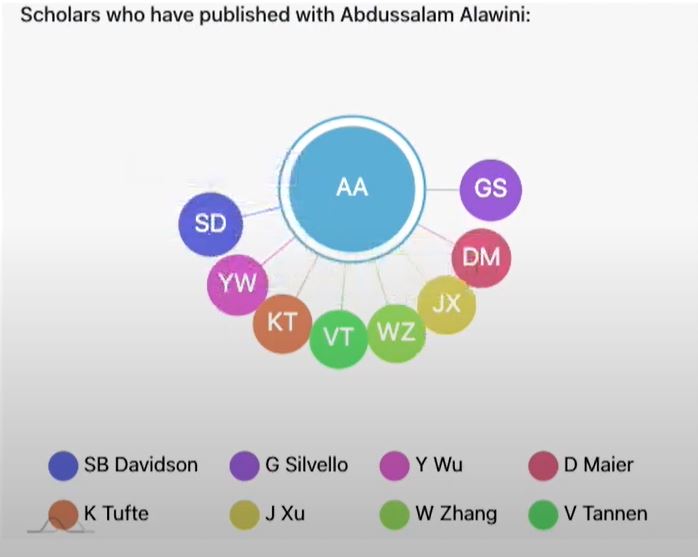 Scholars who have published with Abdussalam Alawini:
AA
GS
SD
DM
YW
JX
KT
VT
WZ
SB Davidson
G Silvello
Y Wu
D Maier
K Tufte
J Xu
W Zhang
V Tannen